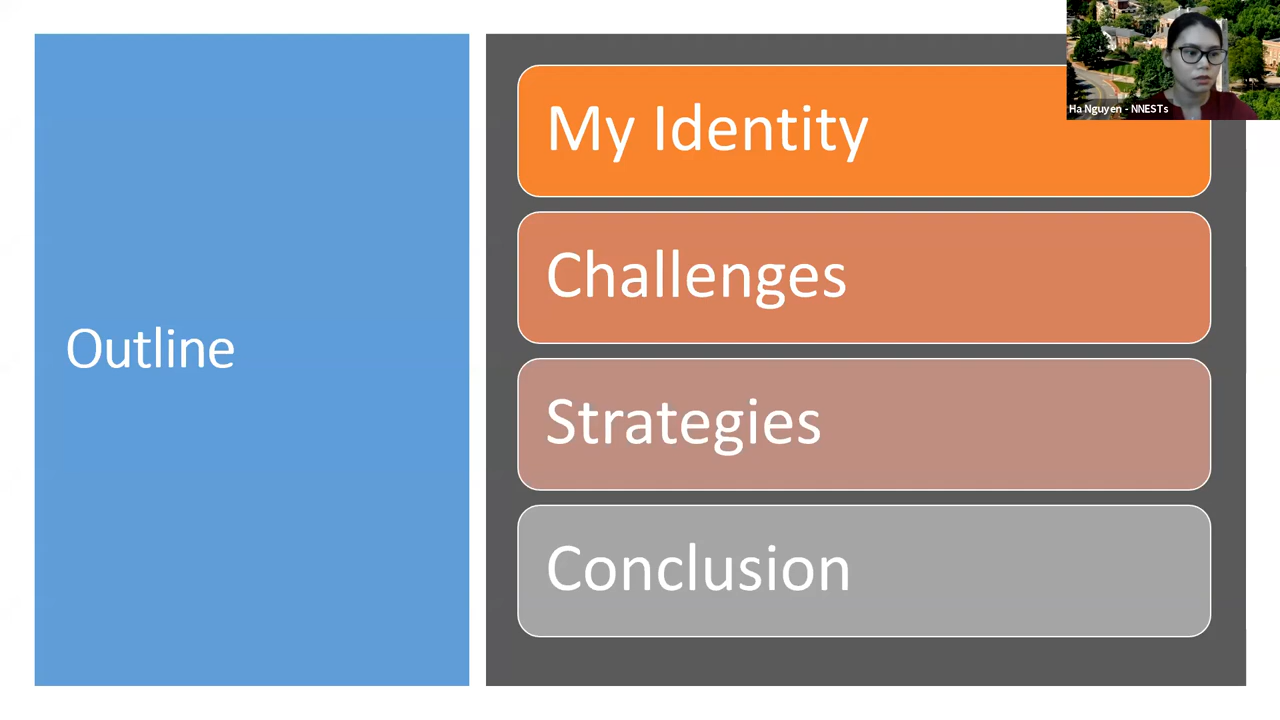 Outline
My Identity
Challenges
Strategies
Conclusion
Ha Nguyen - NNESTs